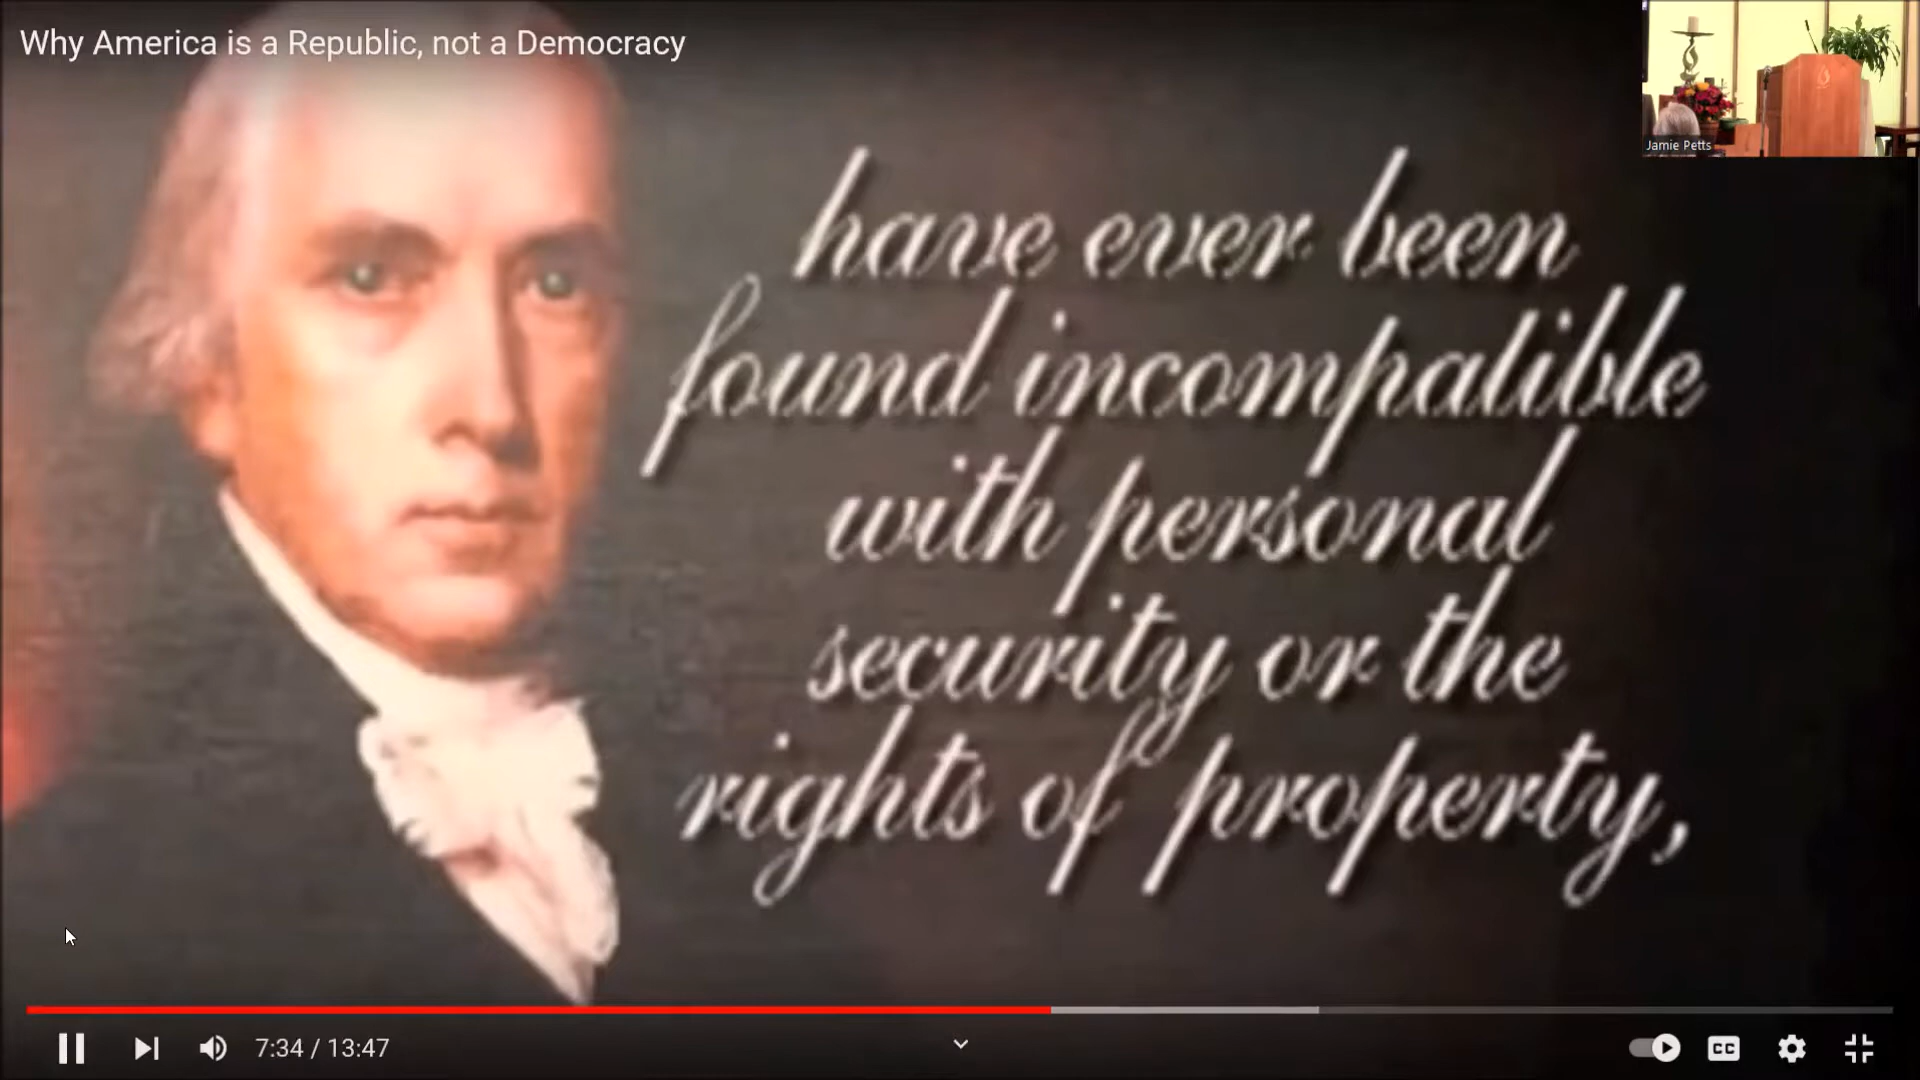 Why America is a Republic, not a Democracy
Jamie Petts
have ever been
found incompatible
with personal
security or the
rights of property,
7:34 / 13:47
CC